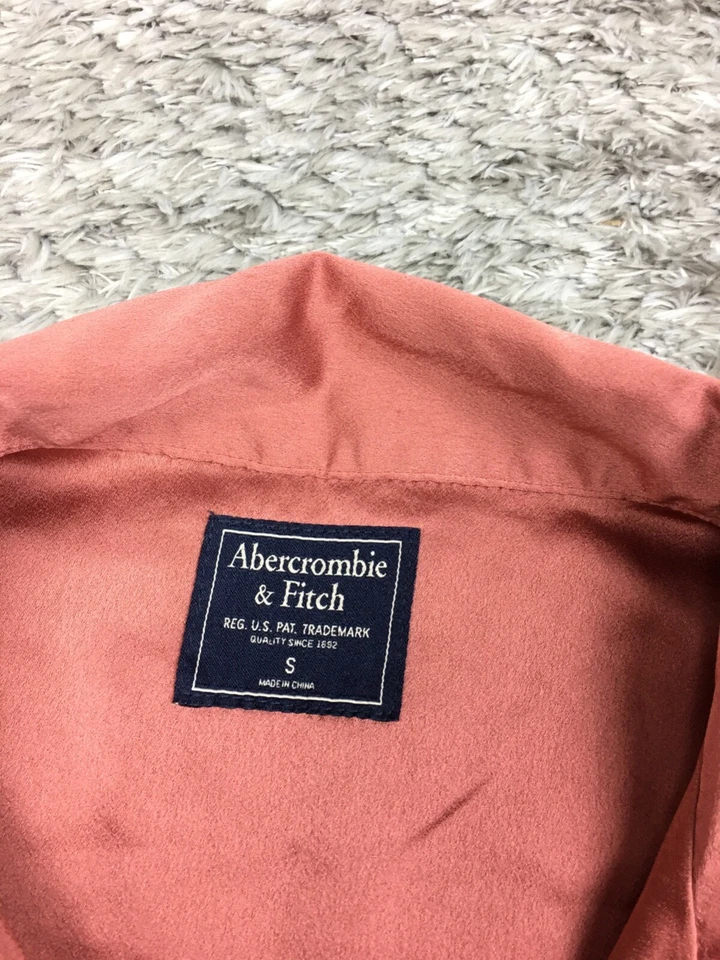 Abercrombie
& Fitch
REG. U.S. PAT. TRADEMARK
QUALITY SINCE 1892
S
MADE IN CHINA